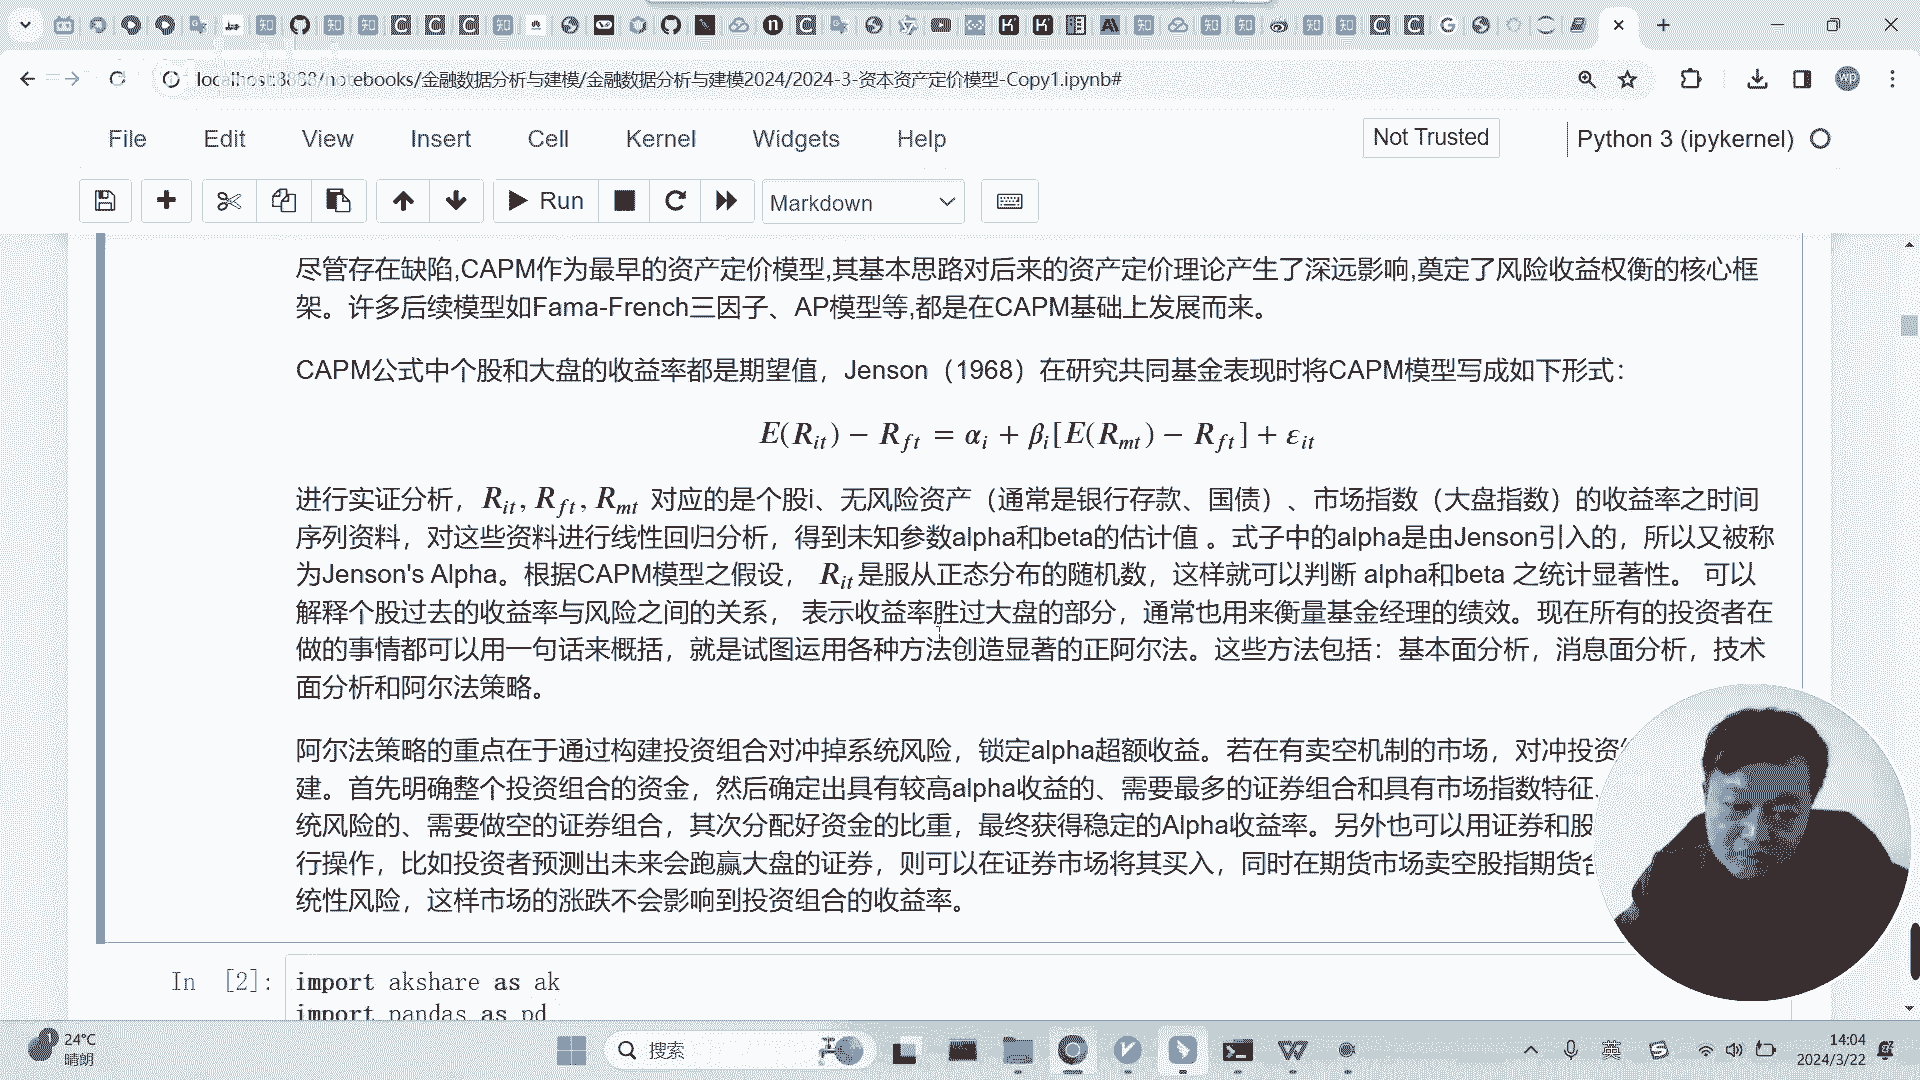 localhost:8888/notebooks/金融数据分析与建模/金融数据分析与建模2024/2024-3-资本资产定价模型-Copy1.ipynb#
wp
File Edit View Insert Cell Kernel Widgets Help
Not Trusted
Python 3 (ipykernel)
Run
Markdown
尽管存在缺陷,CAPM作为最早的资产定价模型,其基本思路对后来的资产定价理论产生了深远影响,奠定了风险收益权衡的核心框
架。许多后续模型如Fama-French三因子、AP模型等,都是在CAPM基础上发展而来。
CAPM公式中个股和大盘的收益率都是期望值，Jenson（1968）在研究共同基金表现时将CAPM模型写成如下形式：
E(R_{it}) − R_{ft} = α_i + β_i[E(R_{mt}) − R_{ft}] + ε_{it}
进行实证分析， R_{it}, R_{ft}, R_{mt} 对应的是个股i、无风险资产（通常是银行存款、国债）、市场指数（大盘指数）的收益率之时间
序列资料，对这些资料进行线性回归分析，得到未知参数alpha和beta的估计值 。式子中的alpha是由Jenson引入的，所以又被称
为Jenson's Alpha。根据CAPM模型之假设， R_{it} 是服从正态分布的随机数，这样就可以判断 alpha和beta 之统计显著性。 可以
解释个股过去的收益率与风险之间的关系， 表示收益率胜过大盘的部分，通常也用来衡量基金经理的绩效。现在所有的投资者在
做的事情都可以用一句话来概括，就是试图运用各种方法创造显著的正阿尔法。这些方法包括：基本面分析，消息面分析，技术
面分析和阿尔法策略。
阿尔法策略的重点在于通过构建投资组合对冲掉系统风险，锁定alpha超额收益。若在有卖空机制的市场，对冲投资
建。首先明确整个投资组合的资金，然后确定出具有较高alpha收益的、需要最多的证券组合和具有市场指数特征、
统风险的、需要做空的证券组合，其次分配好资金的比重，最终获得稳定的Alpha收益率。另外也可以用证券和股
行操作，比如投资者预测出未来会跑赢大盘的证券，则可以在证券市场将其买入，同时在期货市场卖空股指期货
统性风险，这样市场的涨跌不会影响到投资组合的收益率。
In [2]:
import akshare as ak
import pandas as pd
24°C
晴朗
搜索
英
14:04
2024/3/22